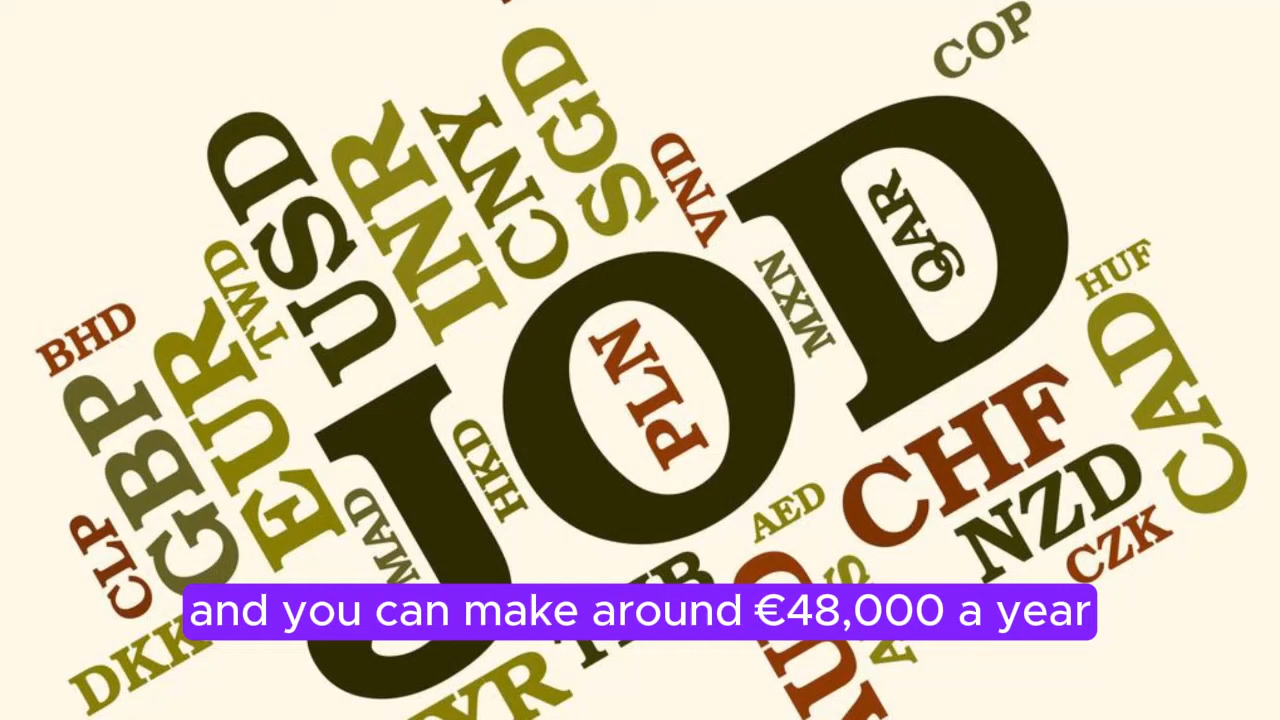 COP
SGD
CNY
INR
USD
VND
QAR
TWD
MXN
HUF
BHD
EUR
GBP
JOD
PLN
CAD
HKD
CHF
NZD
MAD
AED
CLP
CZK
DKK
and you can make around €48,000 a year